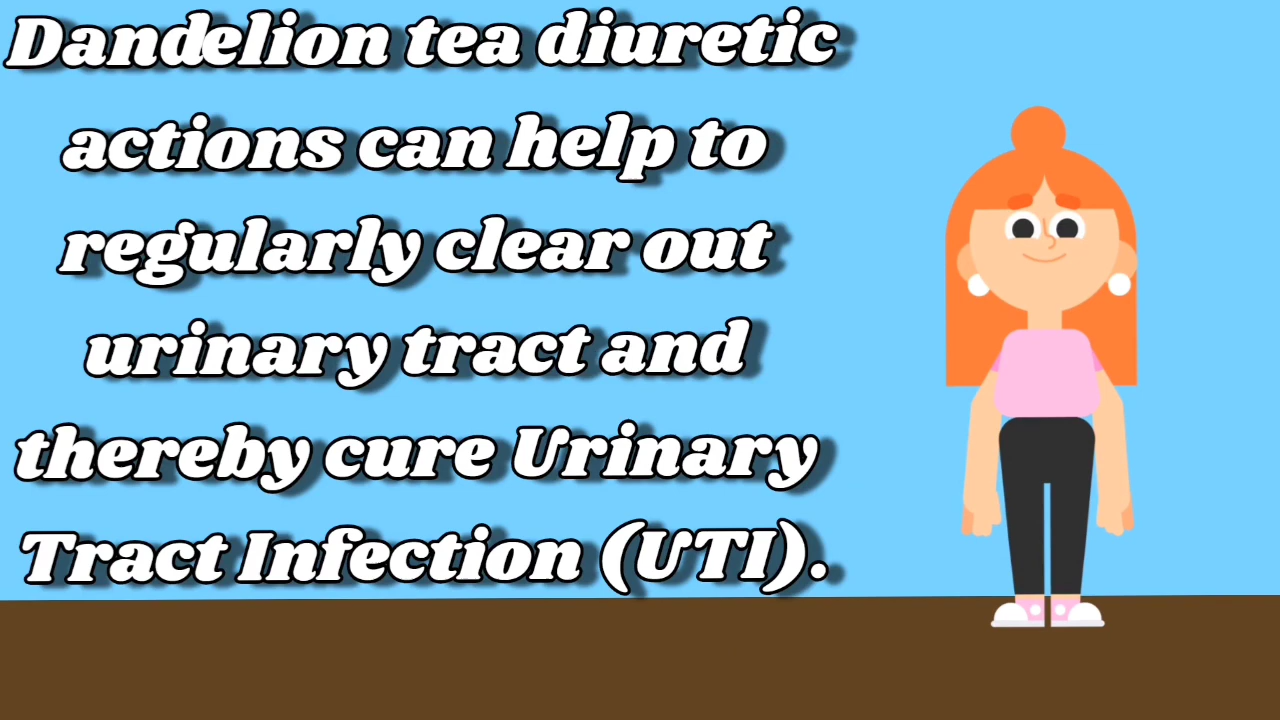 Dandelion tea diuretic
actions can help to
regularly clear out
urinary tract and
thereby cure Urinary
Tract Infection (UTI).